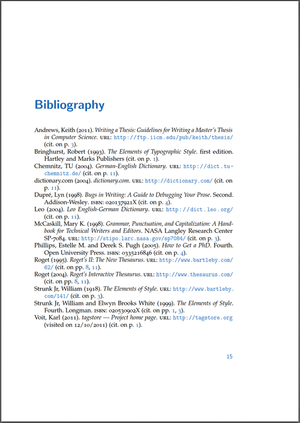 Bibliography
Andrews, Keith (2011). Writing a Thesis: Guidelines for Writing a Master's Thesis
in Computer Science. URL: http://ftp.iicm.edu/pub/keith/thesis/
(cit. on p. 3).
Bringhurst, Robert (1993). The Elements of Typographic Style. first edition.
Hartley and Marks Publishers (cit. on p. 1).
Chemnitz, TU (2004). German-English Dictionary. URL: http://dict.tu-
chemnitz.de/ (cit. on p. 11).
dictionary.com (2004). dictionary.com. URL: http://dictionary.com/ (cit. on
p. 11).
Dupré, Lyn (1998). Bugs in Writing: A Guide to Debugging Your Prose. Second.
Addison-Wesley. ISBN: 020137921X (cit. on p. 4).
Leo (2004). Leo English-German Dictionary. URL: http://dict.leo.org/
(cit. on p. 11).
McCaskill, Mary K. (1998). Grammar, Punctuation, and Capitalization: A Hand-
book for Technical Writers and Editors. NASA Langley Research Center
SP-7084. URL: http://stipo.larc.nasa.gov/sp7084/ (cit. on p. 3).
Phillips, Estelle M. and Derek S. Pugh (2005). How to Get a PhD. Fourth.
Open University Press. ISBN: 0335216846 (cit. on p. 4).
Roget (1995). Roget's II: The New Thesaurus. URL: http://www.bartleby.com/
62/ (cit. on pp. 8, 11).
Roget (2004). Roget's Interactive Thesaurus. URL: http://www.thesaurus.com/
(cit. on pp. 8, 11).
Strunk Jr, William (1918). The Elements of Style. URL: http://www.bartleby.
com/141/ (cit. on p. 3).
Strunk Jr, William and Elwyn Brooks White (1999). The Elements of Style.
Fourth. Longman. ISBN: 020530902X (cit. on pp. 1, 3).
Voit, Karl (2011). tagstore — Project home page. URL: http://tagstore.org
(visited on 12/10/2011) (cit. on p. 1).
15